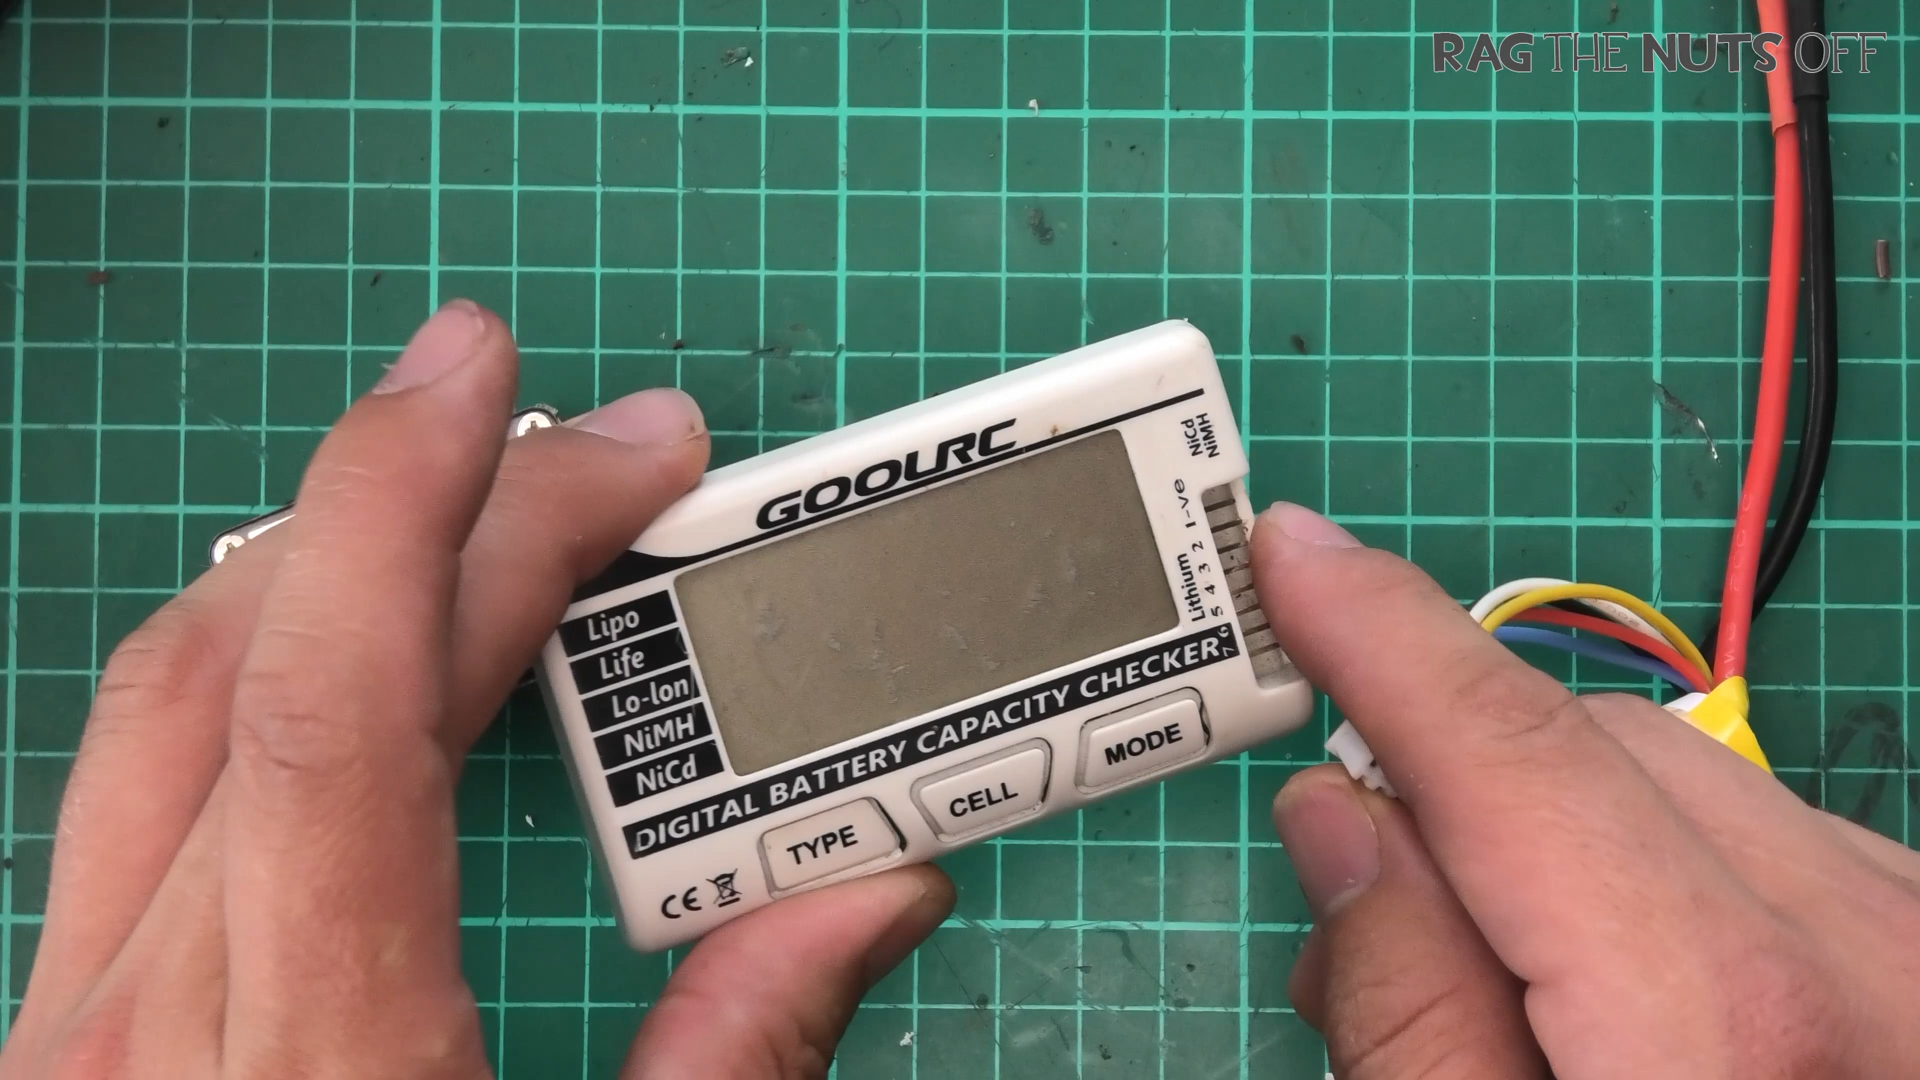 RAG THE NUTS OFF
GOOLRC
NiCd
NiMH
Lithium
7 6 5 4 3 2 1 -ve
Lipo
Life
Lo-lon
NiMH
NiCd
DIGITAL BATTERY CAPACITY CHECKER
TYPE
CELL
MODE
CE